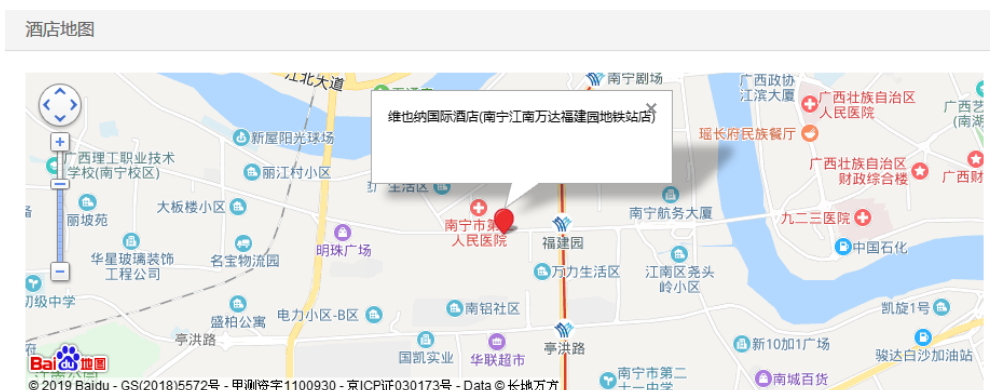 酒店地图
江北大道
南宁剧场
广西政协
江滨大厦
广西壮族自治区
人民医院
广西艺
(南湖
维也纳国际酒店(南宁江南万达福建园地铁站店)
新屋阳光球场
瑶长府民族餐厅
广西理工职业技术
学校(南宁校区)
丽江村小区
生活区
广西壮族自治区
财政综合楼
广西财
丽坡苑
大板楼小区
南宁市第
人民医院
南宁航务大厦
九二三医院
福建园
明珠广场
中国石化
华星玻璃装饰
工程公司
名宝物流园
万力生活区
江南区尧头
岭小区
初级中学
盛柏公寓
电力小区-B区
南铝社区
凯旋1号
亭洪路
国凯实业
华联超市
亭洪路
新10加1广场
骏达白沙加油站
Bai 地图
南宁市第二
十一中学
南城百货
© 2019 Baidu - GS(2018)5572号 - 甲测资字1100930 - 京ICP证030173号 - Data © 长地万方